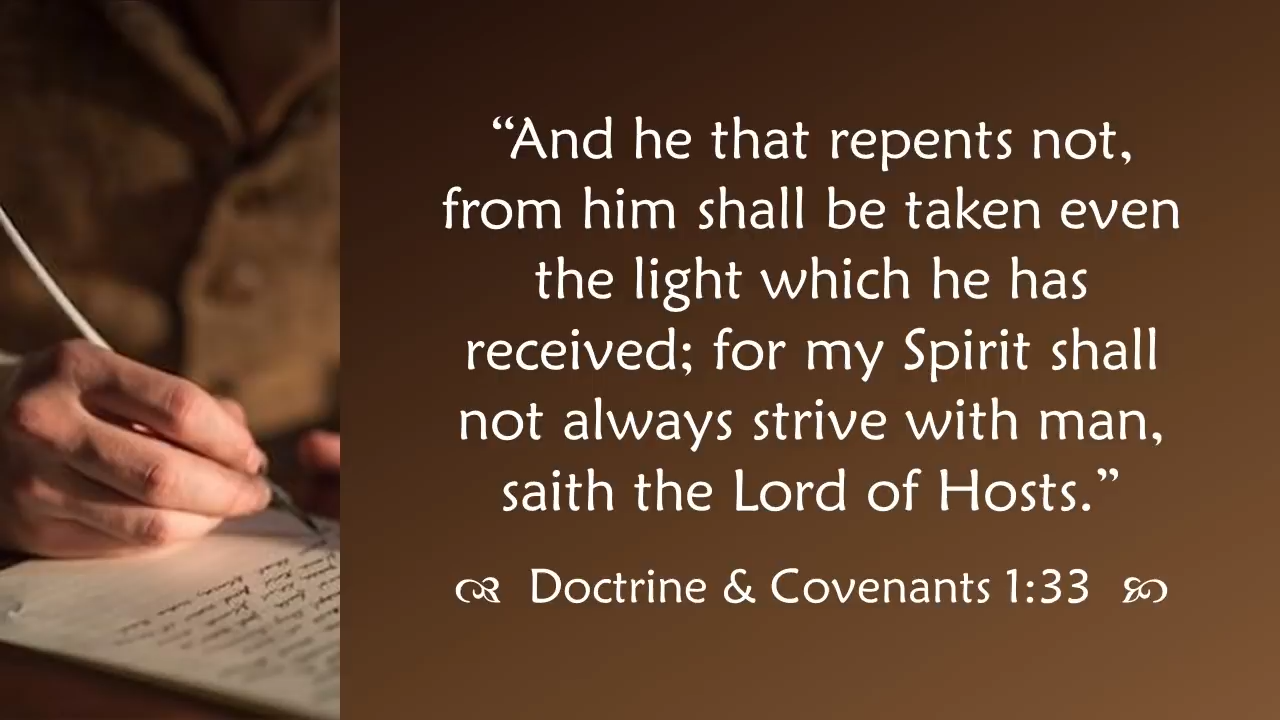 “And he that repents not,
from him shall be taken even
the light which he has
received; for my Spirit shall
not always strive with man,
saith the Lord of Hosts.”
Doctrine & Covenants 1:33